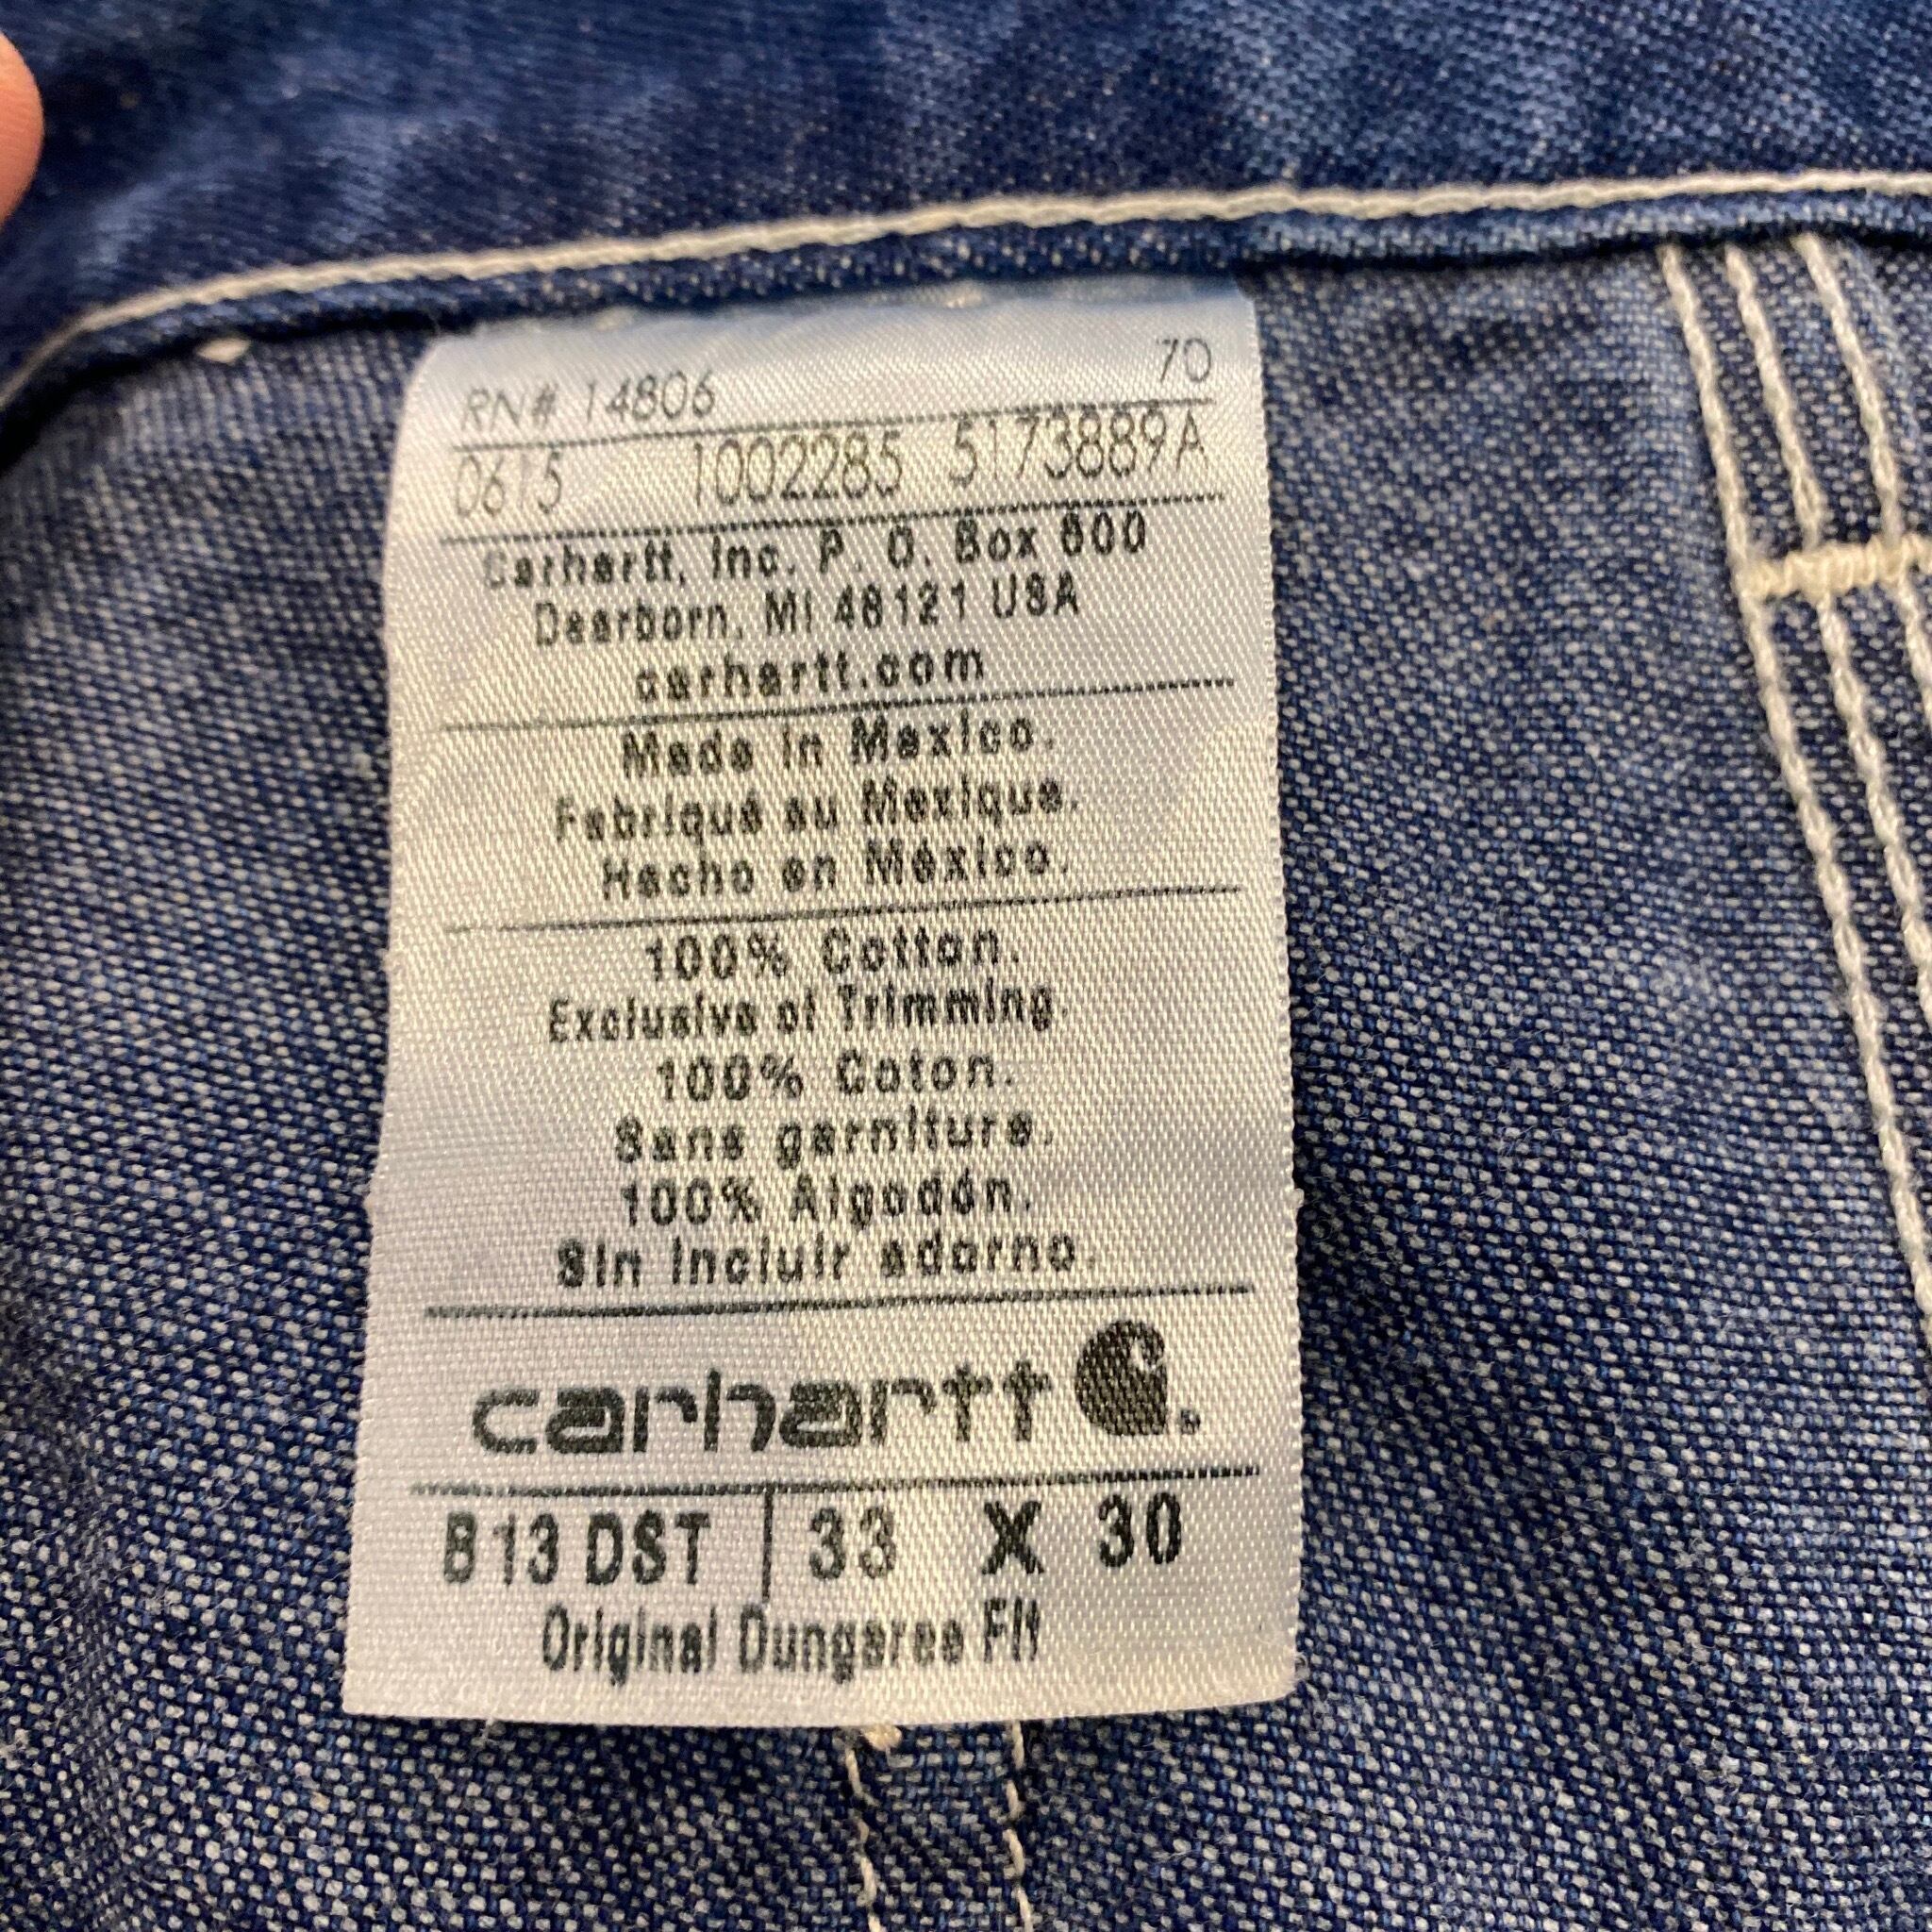 RN# 14806 70
0615 1002285 5173889A
Carhartt, Inc. P. O. Box 600
Dearborn, MI 48121 USA
carhartt.com
Made in Mexico.
Fabriqué au Mexique.
Hecho en México.
100% Cotton.
Exclusive of Trimming
100% Coton.
Sans garniture.
100% Algodón.
Sin incluir adorno.
carhartt
B13 DST 33 X 30
Original Dungaree Fit